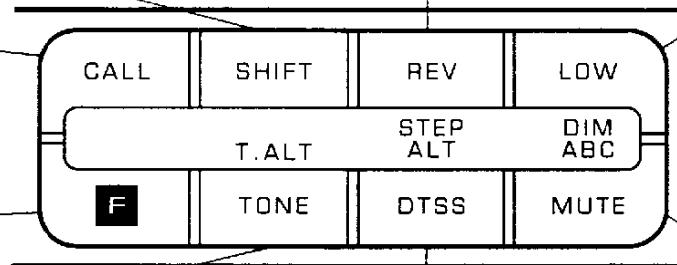 CALL SHIFT REV LOW
STEP DIM
T.ALT ALT ABC
F TONE DTSS MUTE